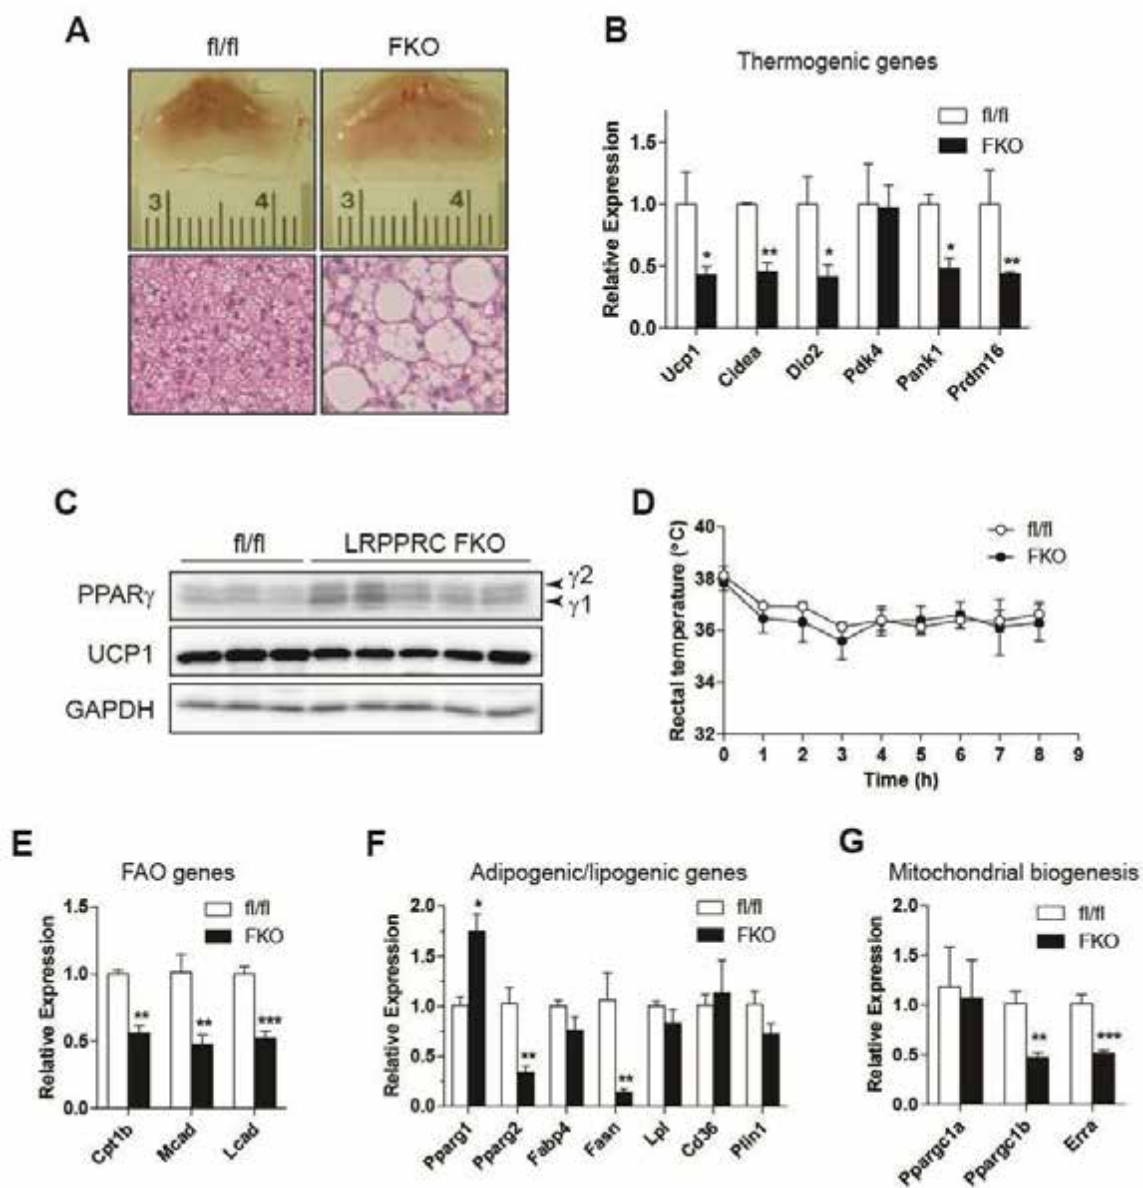 A
fl/fl FKO
3 4 3 4
B
Thermogenic genes
fl/fl
FKO
Relative Expression
1.5
1.0
0.5
0.0
* ** * * **
Ucp1 Cidea Dio2 Pdk4 Pank1 Prdm16
C
fl/fl LRPPRC FKO
PPARγ
γ2
γ1
UCP1
GAPDH
D
fl/fl
FKO
Rectal temperature (°C)
40
38
36
34
32
0 1 2 3 4 5 6 7 8 9
Time (h)
E
FAO genes
fl/fl
FKO
Relative Expression
1.5
1.0
0.5
0.0
** ** ***
Cpt1b Mcad Lcad
F
Adipogenic/lipogenic genes
fl/fl
FKO
Relative Expression
2.0
1.5
1.0
0.5
0.0
* ** **
Pparg1 Pparg2 Fabp4 Fasn Lpl Cd36 Plin1
G
Mitochondrial biogenesis
fl/fl
FKO
Relative Expression
2.0
1.5
1.0
0.5
0.0
** ***
Ppargc1a Ppargc1b Erra